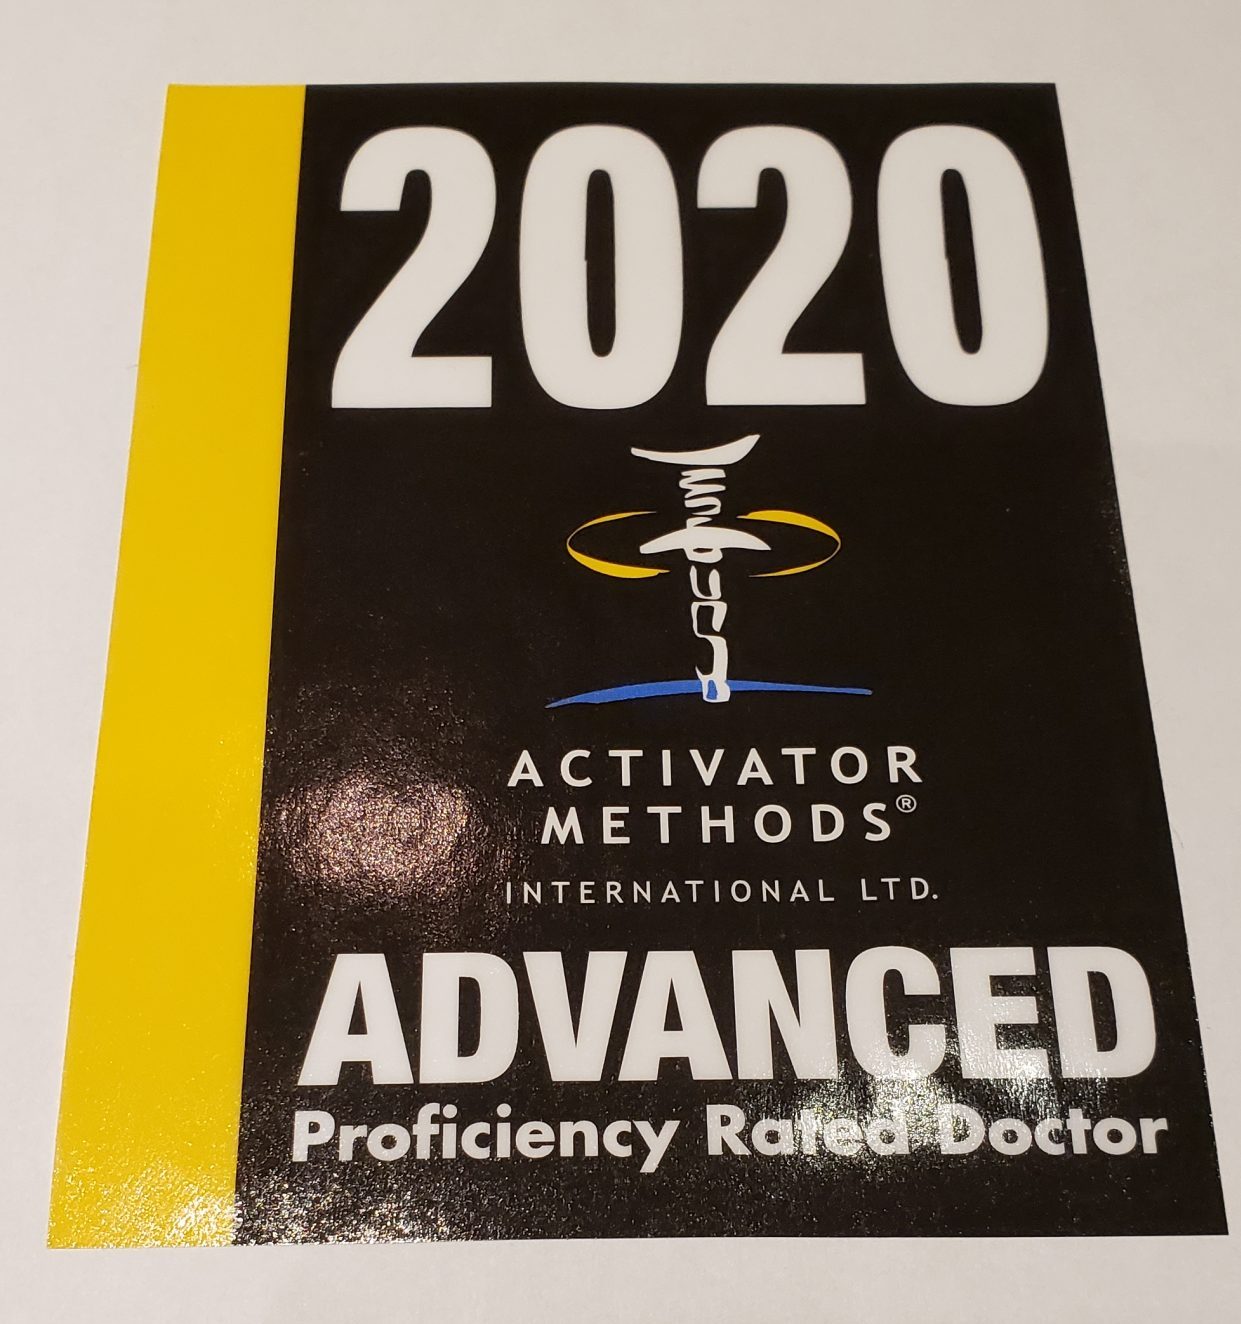 2020
ACTIVATOR
METHODS®
INTERNATIONAL LTD.
ADVANCED
Proficiency Rated Doctor